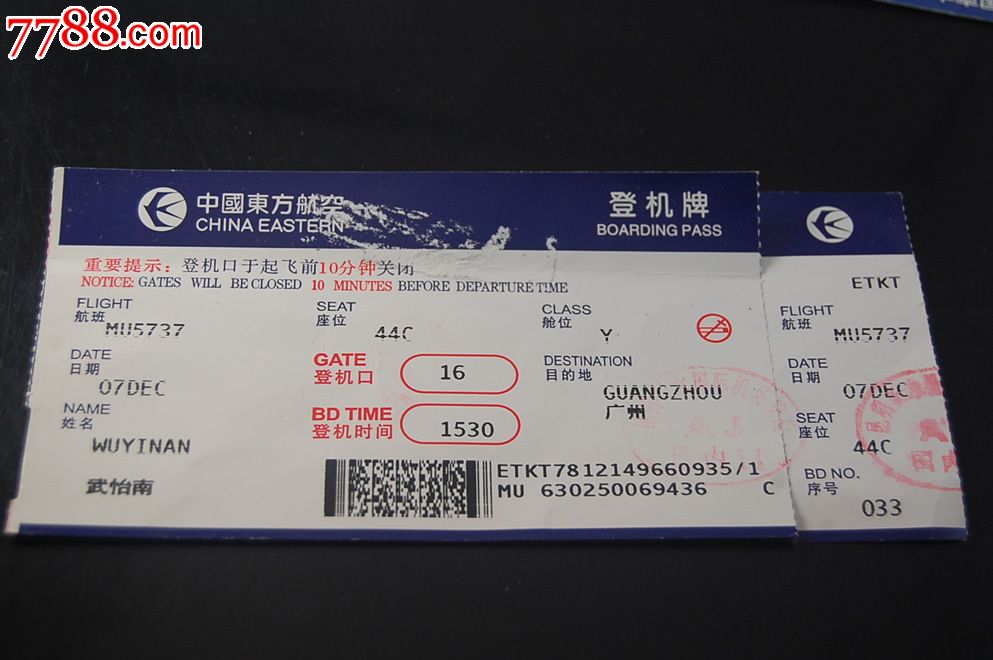 7788.com
中國東方航空
CHINA EASTERN
登机牌
BOARDING PASS
重要提示：登机口于起飞前10分钟关闭
NOTICE: GATES WILL BE CLOSED 10 MINUTES BEFORE DEPARTURE TIME
FLIGHT
航班
MU5737
SEAT
座位
44C
CLASS
舱位
Y
DATE
日期
07DEC
GATE
登机口
16
DESTINATION
目的地
GUANGZHOU
广州
NAME
姓名
WUYINAN
武怡南
BD TIME
登机时间
1530
ETKT7812149660935/1
MU 630250069436 C
ETKT
FLIGHT
航班
MU5737
DATE
日期
07DEC
SEAT
座位
44C
BD NO.
序号
033